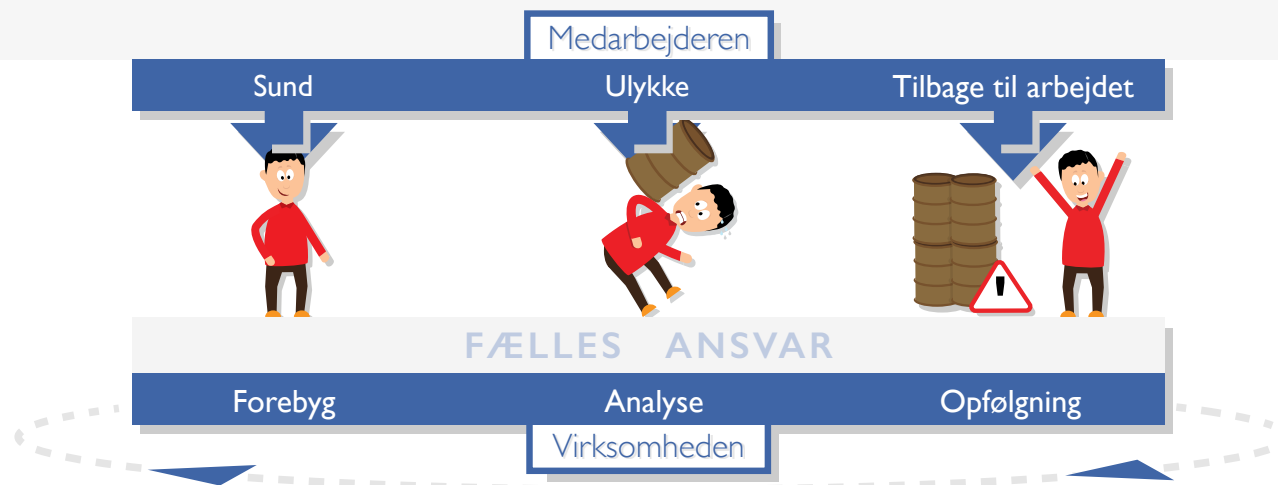 Medarbejderen
Sund Ulykke Tilbage til arbejdet
!
FÆLLES ANSVAR
Forebyg Analyse Opfølgning
Virksomheden